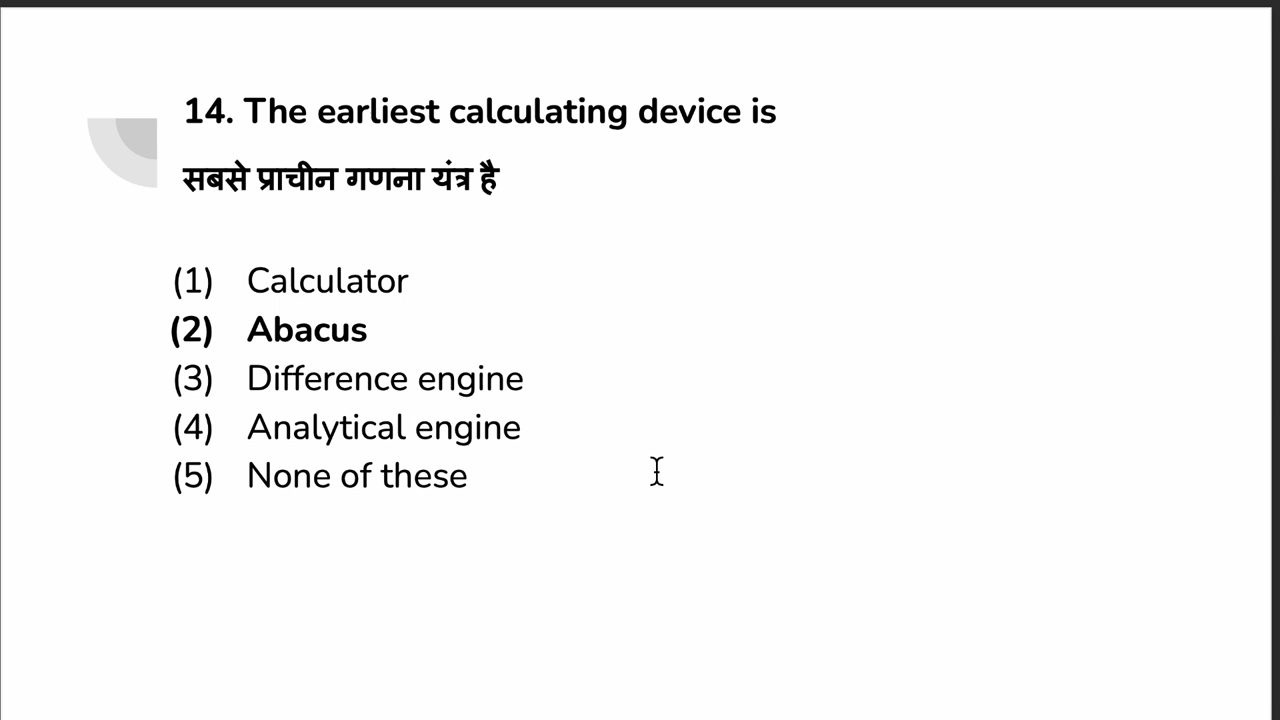 14. The earliest calculating device is
सबसे प्राचीन गणना यंत्र है
(1) Calculator
(2) Abacus
(3) Difference engine
(4) Analytical engine
(5) None of these